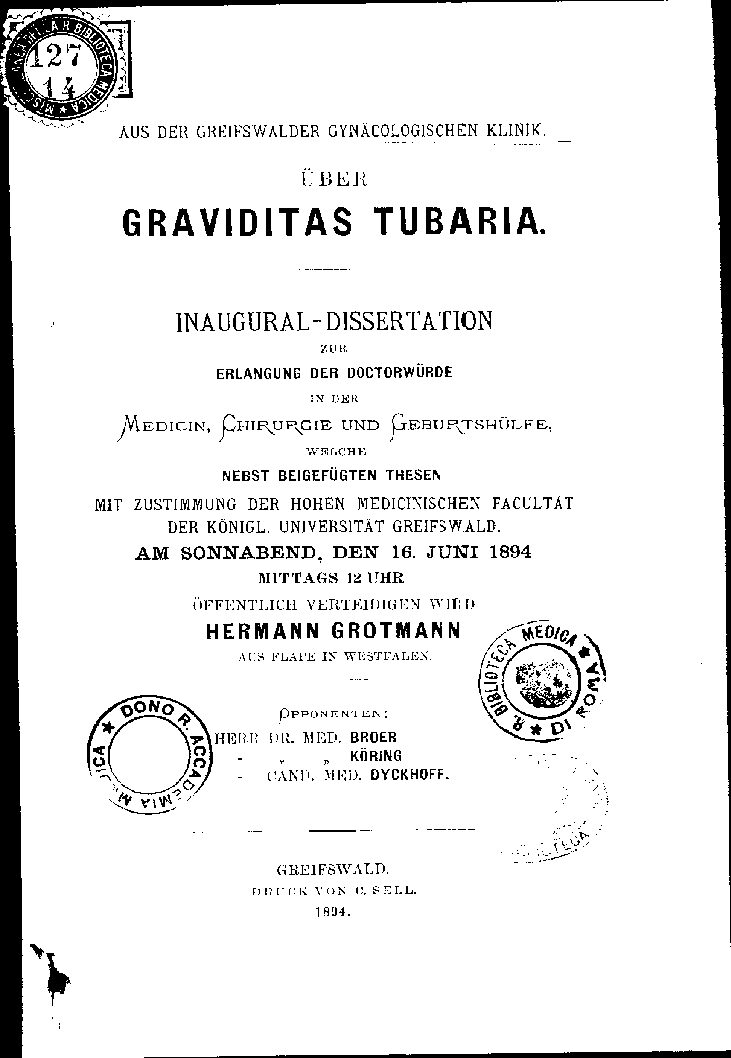 127
14
AUS DER GREIFSWALDER GYNÄCOLOGISCHEN KLINIK.
ÜBER
GRAVIDITAS TUBARIA.
INAUGURAL-DISSERTATION
ZUR
ERLANGUNG DER DOCTORWÜRDE
IN DER
MEDICIN, CHIRURGIE UND GEBURTSHÜLFE,
WELCHE
NEBST BEIGEFÜGTEN THESEN
MIT ZUSTIMMUNG DER HOHEN MEDICINISCHEN FACULTÄT
DER KÖNIGL. UNIVERSITÄT GREIFSWALD.
AM SONNABEND, DEN 16. JUNI 1894
MITTAGS 12 UHR
ÖFFENTLICH VERTEIDIGEN WIRD
HERMANN GROTMANN
AUS FLAPE IN WESTFALEN.
R. BIBLIOTECA MEDICA DI ROMA
DONO R. ACCADEMIA MEDICA
OPPONENTEN:
HERR DR. MED. BROER
- „ „ KÖRING
- CAND. MED. DYCKHOFF.
GREIFSWALD.
DRUCK VON C. SELL.
1894.